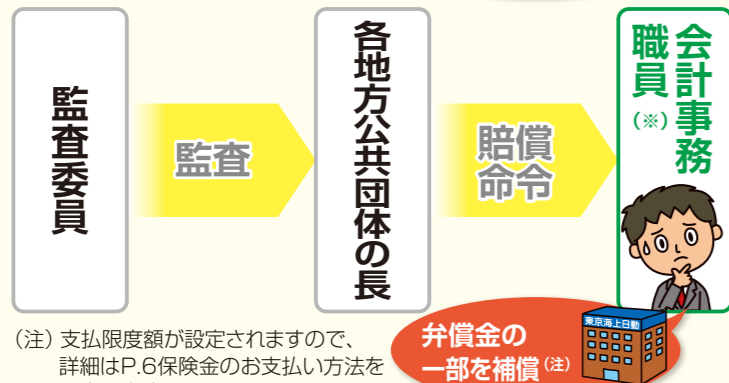 監査委員
監査
各地方公共団体の長
賠償
命令
会計事務
職員
(※)
(注) 支払限度額が設定されますので、
詳細はP.6保険金のお支払い方法を
弁償金の
一部を補償(注)
東京海上日動